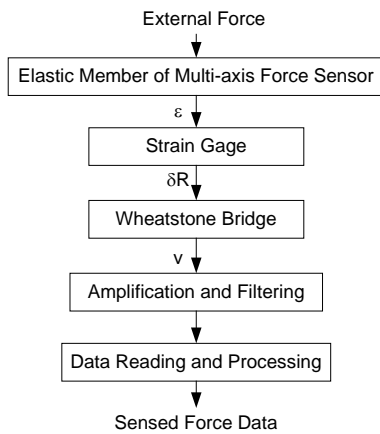 External Force
Elastic Member of Multi-axis Force Sensor
ε
Strain Gage
δR
Wheatstone Bridge
v
Amplification and Filtering
Data Reading and Processing
Sensed Force Data